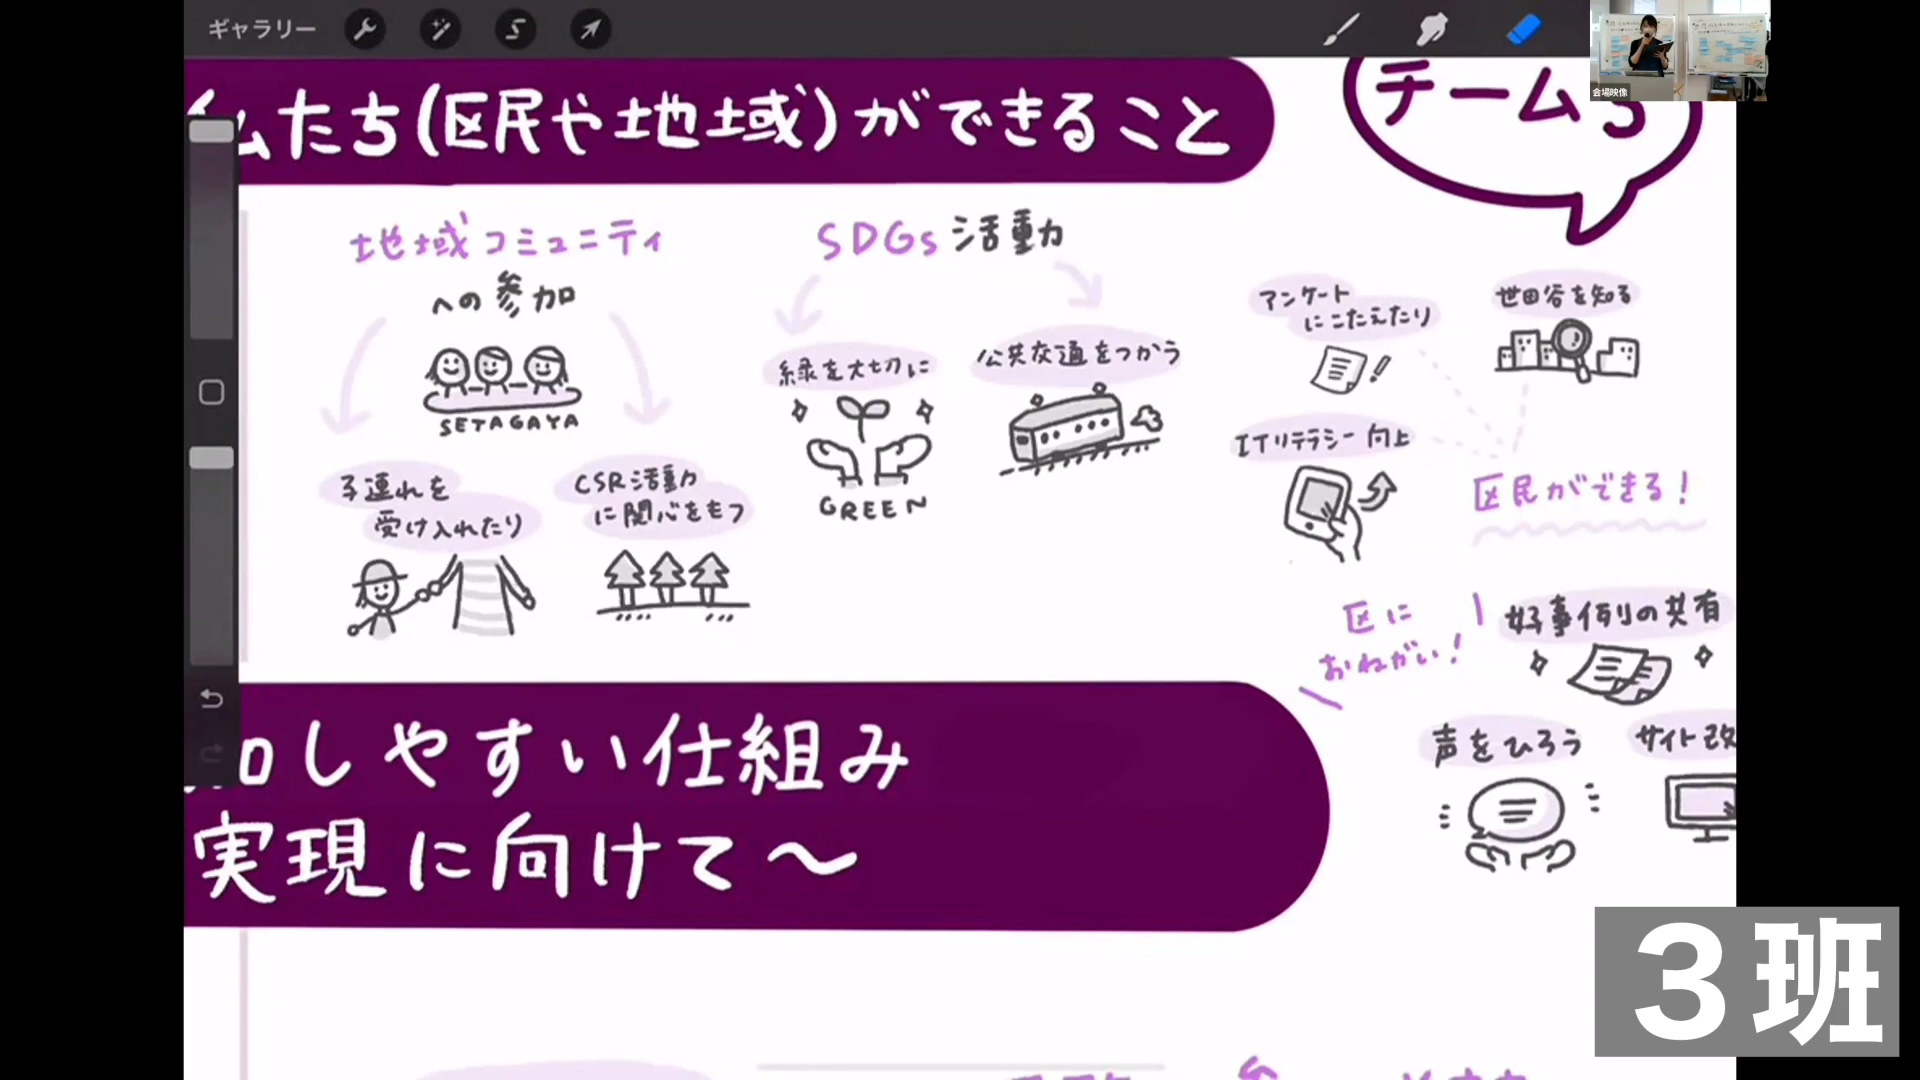 ギャラリー
会場映像
私たち(区民や地域)ができること
チーム3
地域コミュニティ
への参加
SETAGAYA
子連れを
受け入れたり
CSR活動
に関心をもつ
SDGs活動
緑を大切に
GREEN
公共交通をつかう
アンケート
にこたえたり
世田谷を知る
ITリテラシー向上
区民ができる!
区に
おねがい!
好事例の共有
声をひろう
サイト改
加しやすい仕組み
実現に向けて〜
3班